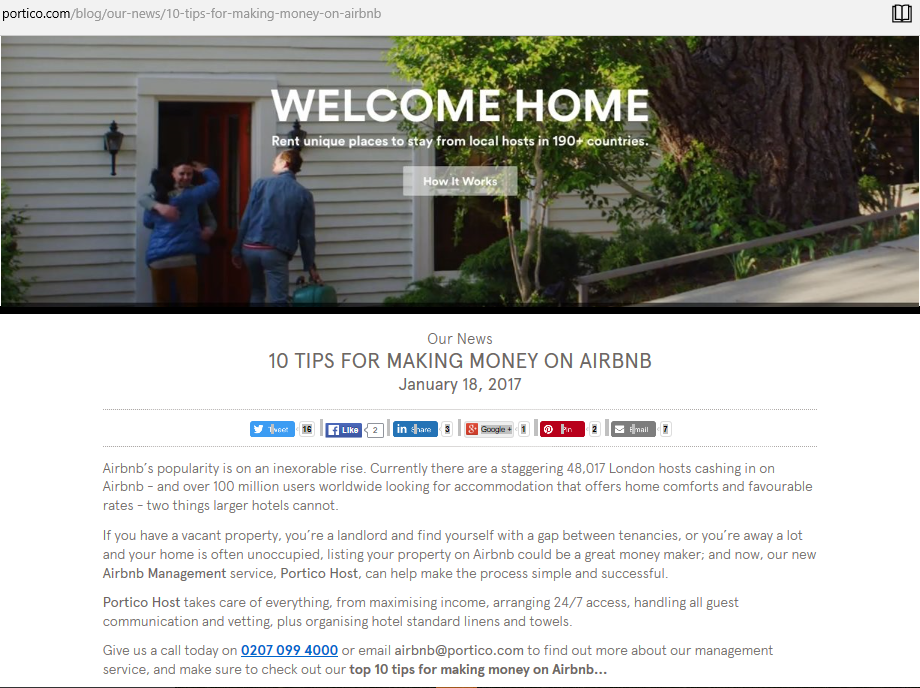 portico.com/blog/our-news/10-tips-for-making-money-on-airbnb
WELCOME HOME
Rent unique places to stay from local hosts in 190+ countries.
How It Works
Our News
10 TIPS FOR MAKING MONEY ON AIRBNB
January 18, 2017
Tweet 16 Like 2 in Share 3 Google + 1 Pin 2 Email 7
Airbnb's popularity is on an inexorable rise. Currently there are a staggering 48,017 London hosts cashing in on
Airbnb - and over 100 million users worldwide looking for accommodation that offers home comforts and favourable
rates - two things larger hotels cannot.
If you have a vacant property, you're a landlord and find yourself with a gap between tenancies, or you're away a lot
and your home is often unoccupied, listing your property on Airbnb could be a great money maker; and now, our new
Airbnb Management service, Portico Host, can help make the process simple and successful.
Portico Host takes care of everything, from maximising income, arranging 24/7 access, handling all guest
communication and vetting, plus organising hotel standard linens and towels.
Give us a call today on 0207 099 4000 or email airbnb@portico.com to find out more about our management
service, and make sure to check out our top 10 tips for making money on Airbnb...